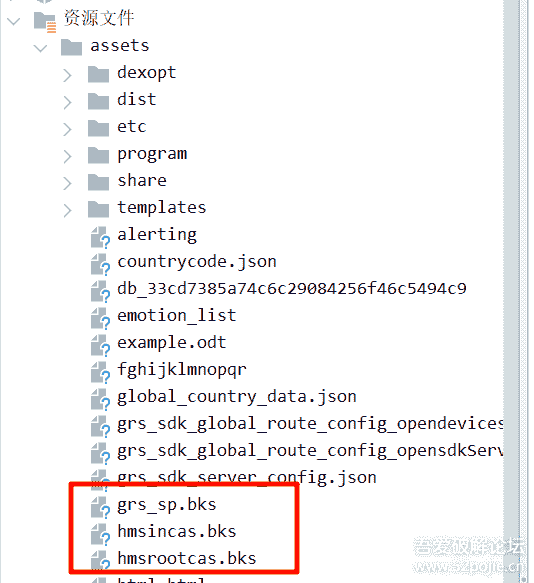 资源文件
assets
dexopt
dist
etc
program
share
templates
alerting
countrycode.json
db_33cd7385a74c6c29084256f46c5494c9
emotion_list
example.odt
fghijklmnopqr
global_country_data.json
grs_sdk_global_route_config_opendevices
grs_sdk_global_route_config_opensdkServ
grs_sdk_server_config.json
grs_sp.bks
hmsincas.bks
hmsrootcas.bks
html.html
吾爱破解论坛
www.52pojie.cn